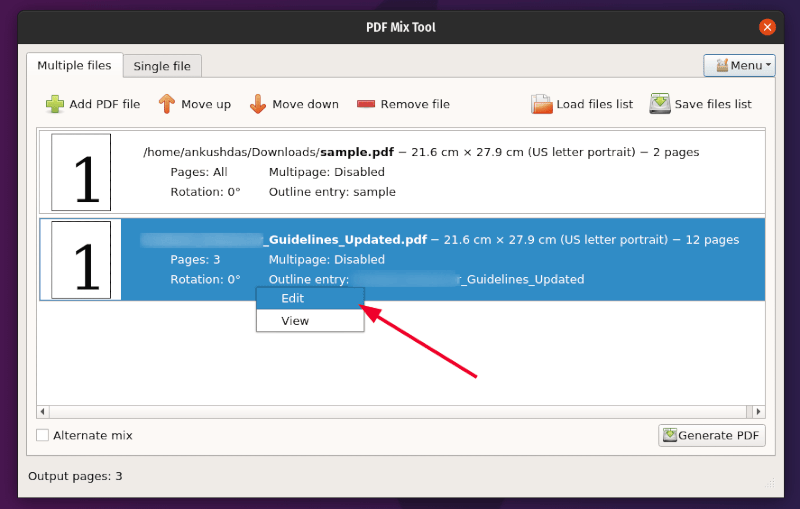 PDF Mix Tool
Multiple files Single file Menu
Add PDF file Move up Move down Remove file Load files list Save files list
1
/home/ankushdas/Downloads/sample.pdf − 21.6 cm × 27.9 cm (US letter portrait) − 2 pages
Pages: All Multipage: Disabled
Rotation: 0° Outline entry: sample
1
_Guidelines_Updated.pdf − 21.6 cm × 27.9 cm (US letter portrait) − 12 pages
Pages: 3 Multipage: Disabled
Rotation: 0° Outline entry: r_Guidelines_Updated
Edit
View
Alternate mix Generate PDF
Output pages: 3